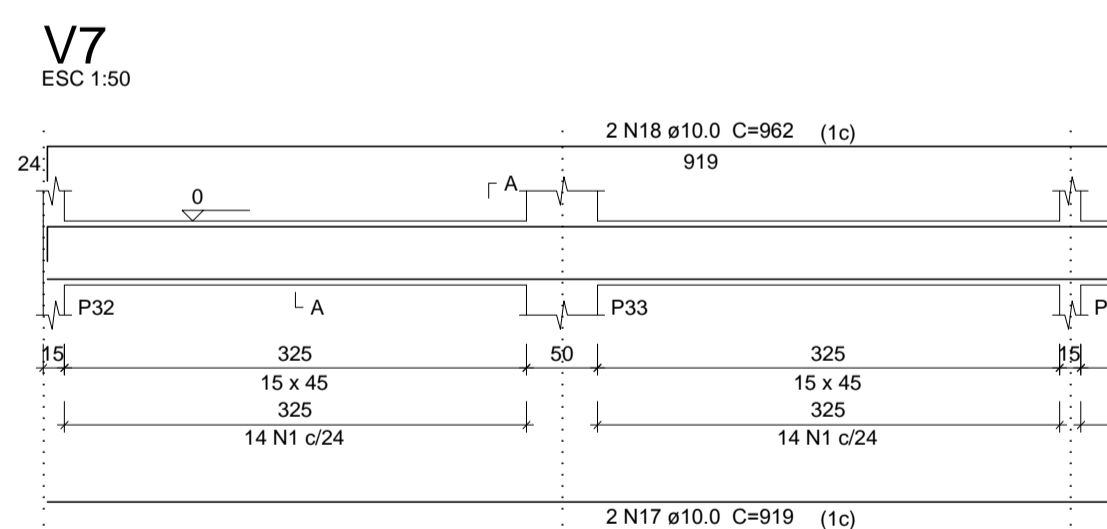 V7
ESC 1:50
2 N18 ø10.0 C=962 (1c)
24
919
A
0
P32
A
P33
P
15
325
50
325
15
15 x 45
15 x 45
325
325
14 N1 c/24
14 N1 c/24
2 N17 ø10.0 C=919 (1c)